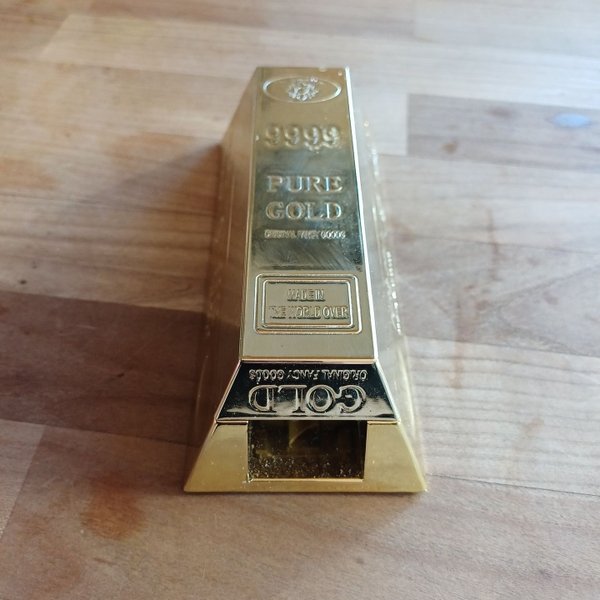 9999
PURE
GOLD
ORIGINAL FANCY GOODS
MADE IN
THE WORLD OVER
GOLD
ORIGINAL FANCY
GOODS